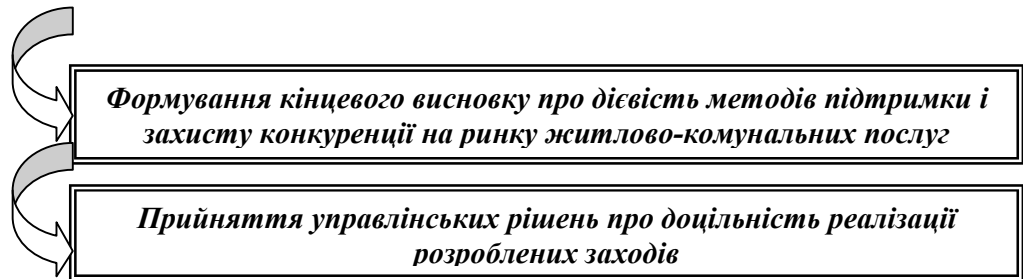 Формування кінцевого висновку про дієвість методів підтримки і
захисту конкуренції на ринку житлово-комунальних послуг
Прийняття управлінських рішень про доцільність реалізації
розроблених заходів